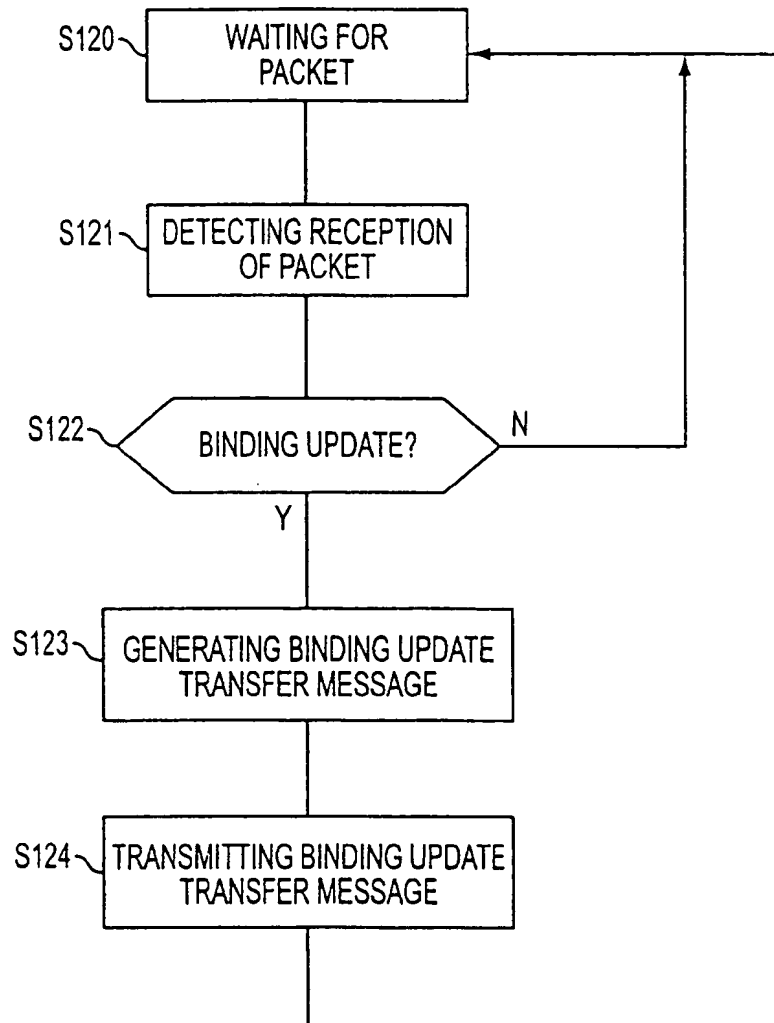 S120
WAITING FOR
PACKET
S121
DETECTING RECEPTION
OF PACKET
S122
BINDING UPDATE?
N
Y
S123
GENERATING BINDING UPDATE
TRANSFER MESSAGE
S124
TRANSMITTING BINDING UPDATE
TRANSFER MESSAGE